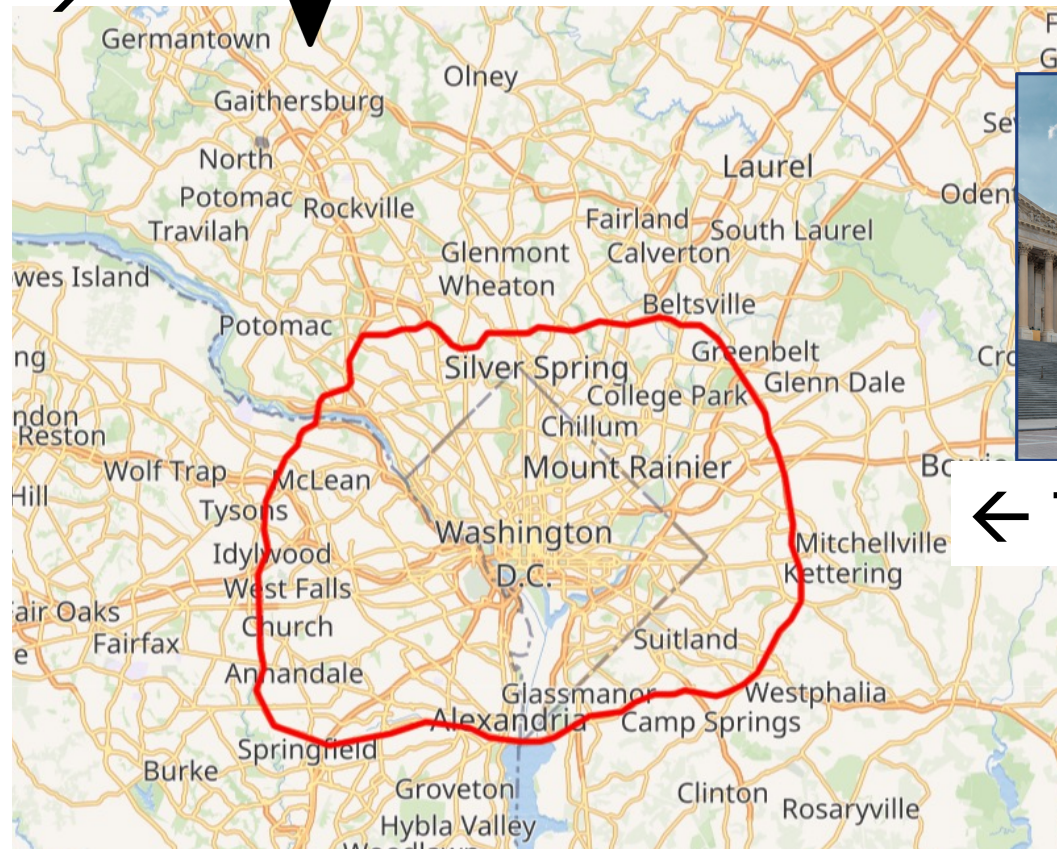 Germantown
Olney
Gaithersburg
North
Potomac
Rockville
Laurel
Travilah
Fairland
South Laurel
Glenmont
Calverton
Wheaton
Beltsville
Potomac
Greenbelt
Silver Spring
Glenn Dale
College Park
Chillum
Reston
Wolf Trap
McLean
Mount Rainier
Tysons
Washington
D.C.
Idylwood
Mitchellville
West Falls
Church
Kettering
Fairfax
Suitland
Annandale
Glassmanor
Westphalia
Alexandria
Camp Springs
Springfield
Burke
Groveton
Clinton
Rosaryville
Hybla Valley